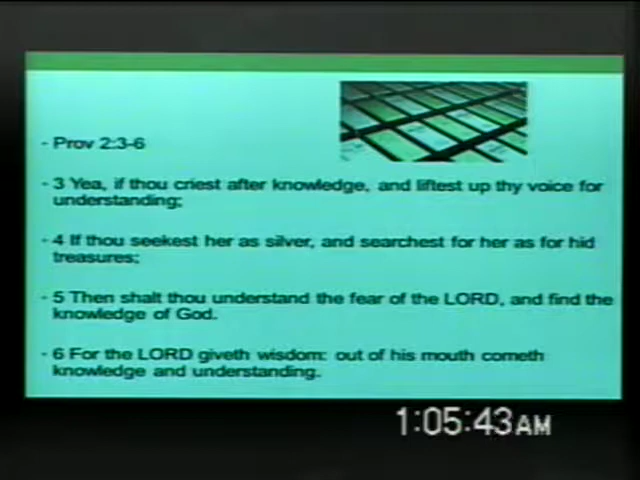 - Prov 2:3-6
- 3 Yea, if thou criest after knowledge, and liftest up thy voice for
understanding;
- 4 If thou seekest her as silver, and searchest for her as for hid
treasures;
- 5 Then shalt thou understand the fear of the LORD, and find the
knowledge of God.
- 6 For the LORD giveth wisdom: out of his mouth cometh
knowledge and understanding.
1:05:43AM